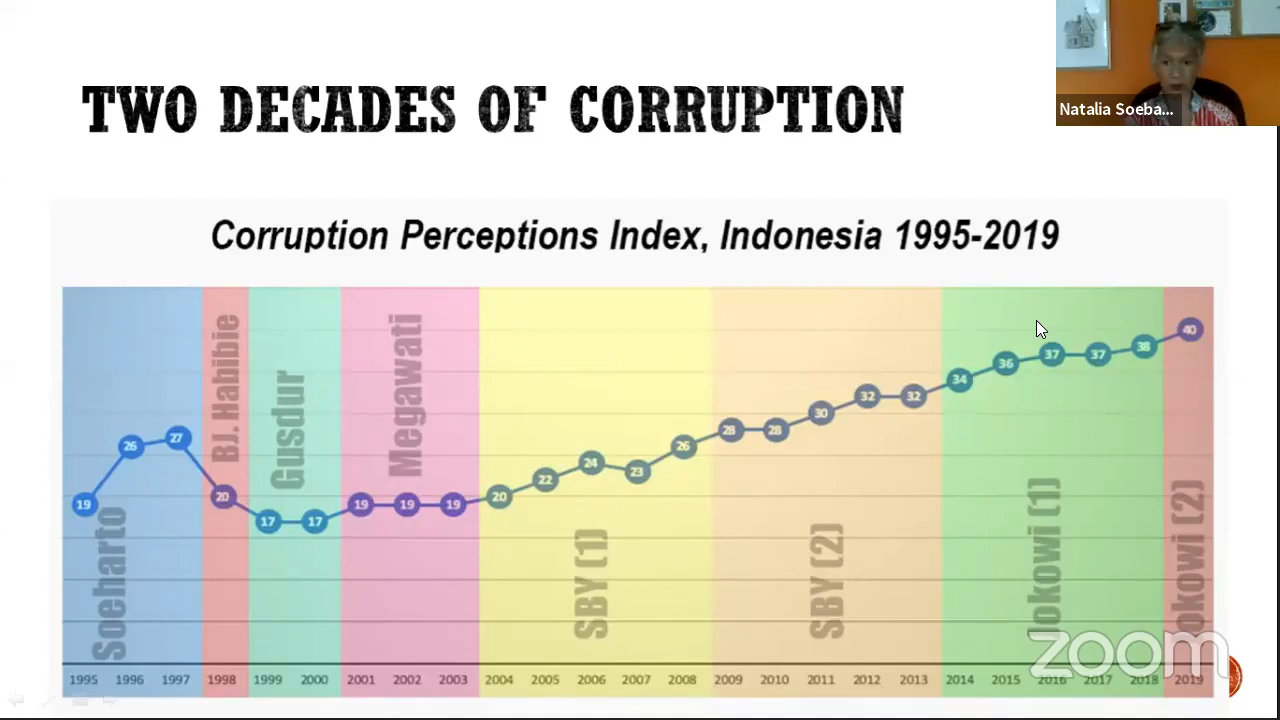 TWO DECADES OF CORRUPTION
Natalia Soeba...
Corruption Perceptions Index, Indonesia 1995-2019
Soeharto
BJ. Habibie
Gusdur
Megawati
SBY (1)
SBY (2)
Jokowi (1)
Jokowi (2)
19 26 27 20 17 17 19 19 19 20 22 24 23 26 28 28 30 32 32 34 36 37 37 38 40
1995 1996 1997 1998 1999 2000 2001 2002 2003 2004 2005 2006 2007 2008 2009 2010 2011 2012 2013 2014 2015 2016 2017 2018 2019
zoom